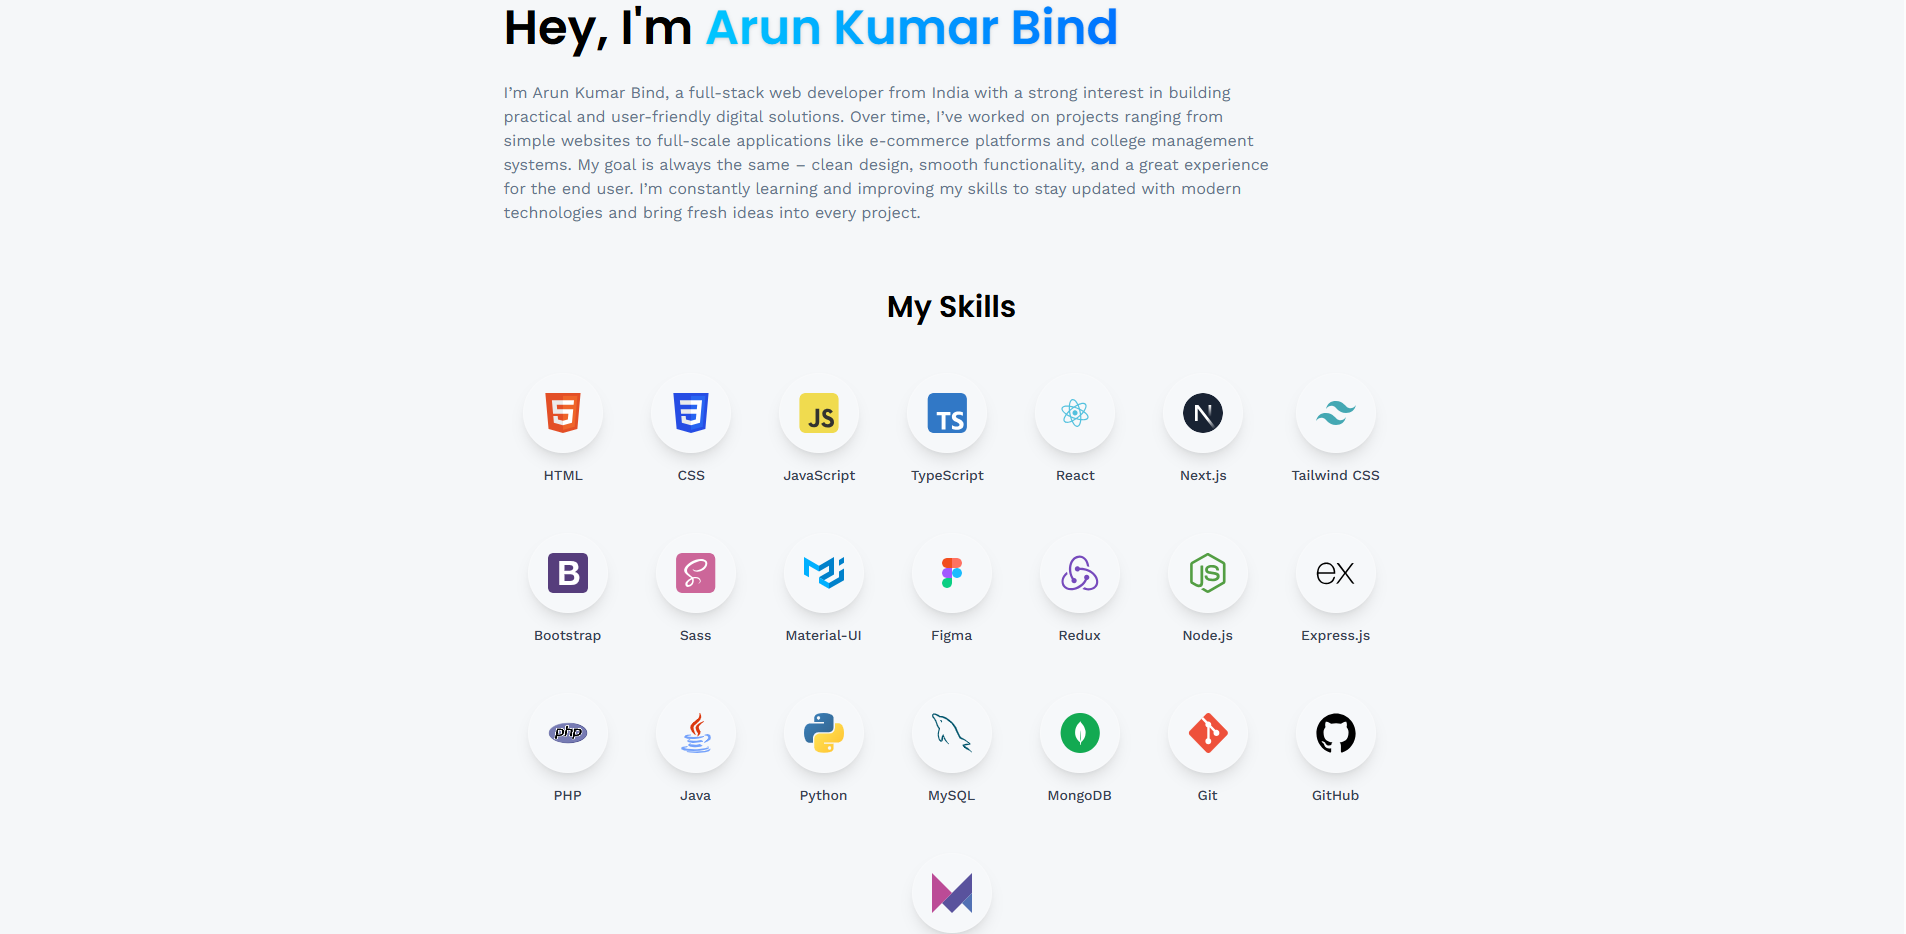 Hey, I'm Arun Kumar Bind
I’m Arun Kumar Bind, a full-stack web developer from India with a strong interest in building
practical and user-friendly digital solutions. Over time, I’ve worked on projects ranging from
simple websites to full-scale applications like e-commerce platforms and college management
systems. My goal is always the same – clean design, smooth functionality, and a great experience
for the end user. I’m constantly learning and improving my skills to stay updated with modern
technologies and bring fresh ideas into every project.
My Skills
5 3 JS TS N
HTML CSS JavaScript TypeScript React Next.js Tailwind CSS
B S JS ex
Bootstrap Sass Material-UI Figma Redux Node.js Express.js
php
PHP Java Python MySQL MongoDB Git GitHub